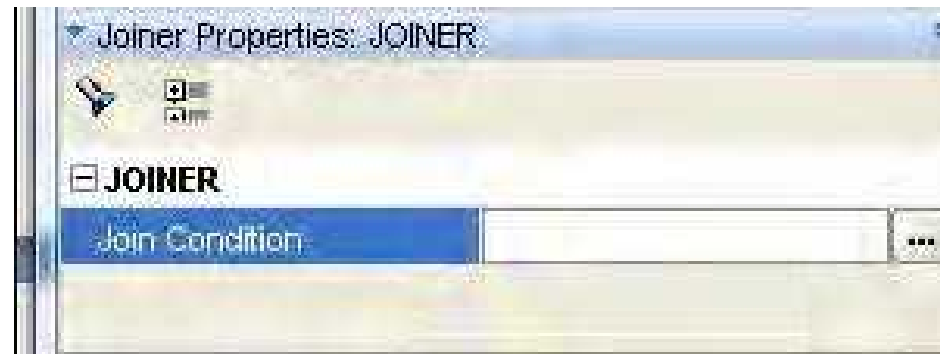 Joiner Properties: JOINER
JOINER
Join Condition
...